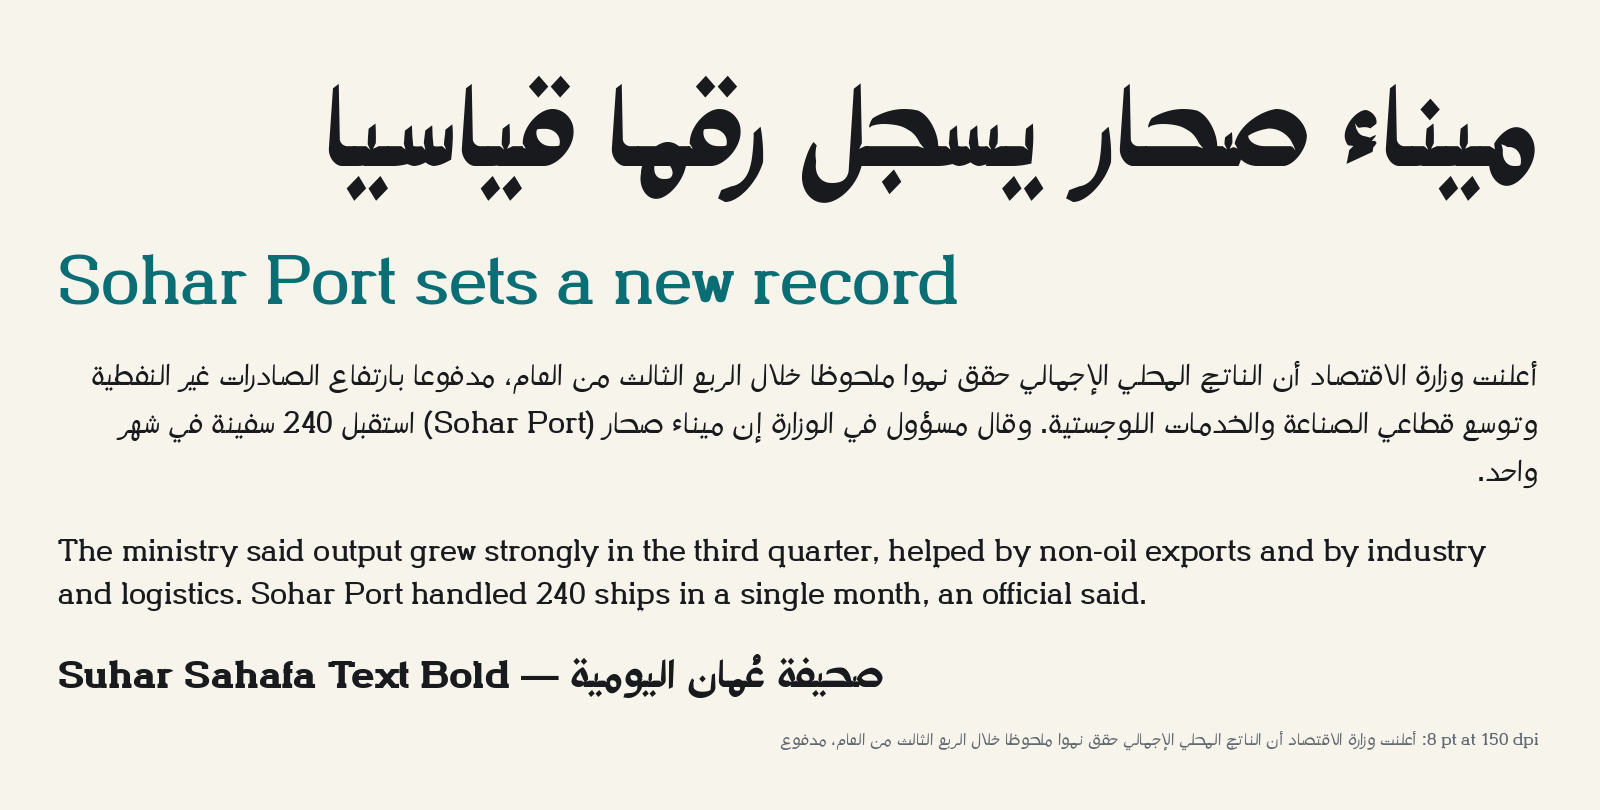 ميناء صحار يسجل رقما قياسيا
Sohar Port sets a new record
أعلنت وزارة الاقتصاد أن الناتج المحلي الإجمالي حقق نموا ملحوظا خلال الربع الثالث من العام، مدفوعا بارتفاع الصادرات غير النفطية
وتوسع قطاعي الصناعة والخدمات اللوجستية. وقال مسؤول في الوزارة إن ميناء صحار (Sohar Port) استقبل 240 سفينة في شهر
واحد.
The ministry said output grew strongly in the third quarter, helped by non-oil exports and by industry
and logistics. Sohar Port handled 240 ships in a single month, an official said.
Suhar Sahafa Text Bold — صحيفة عُمان اليومية
8 pt at 150 dpi: أعلنت وزارة الاقتصاد أن الناتج المحلي الإجمالي حقق نموا ملحوظا خلال الربع الثالث من العام، مدفوع